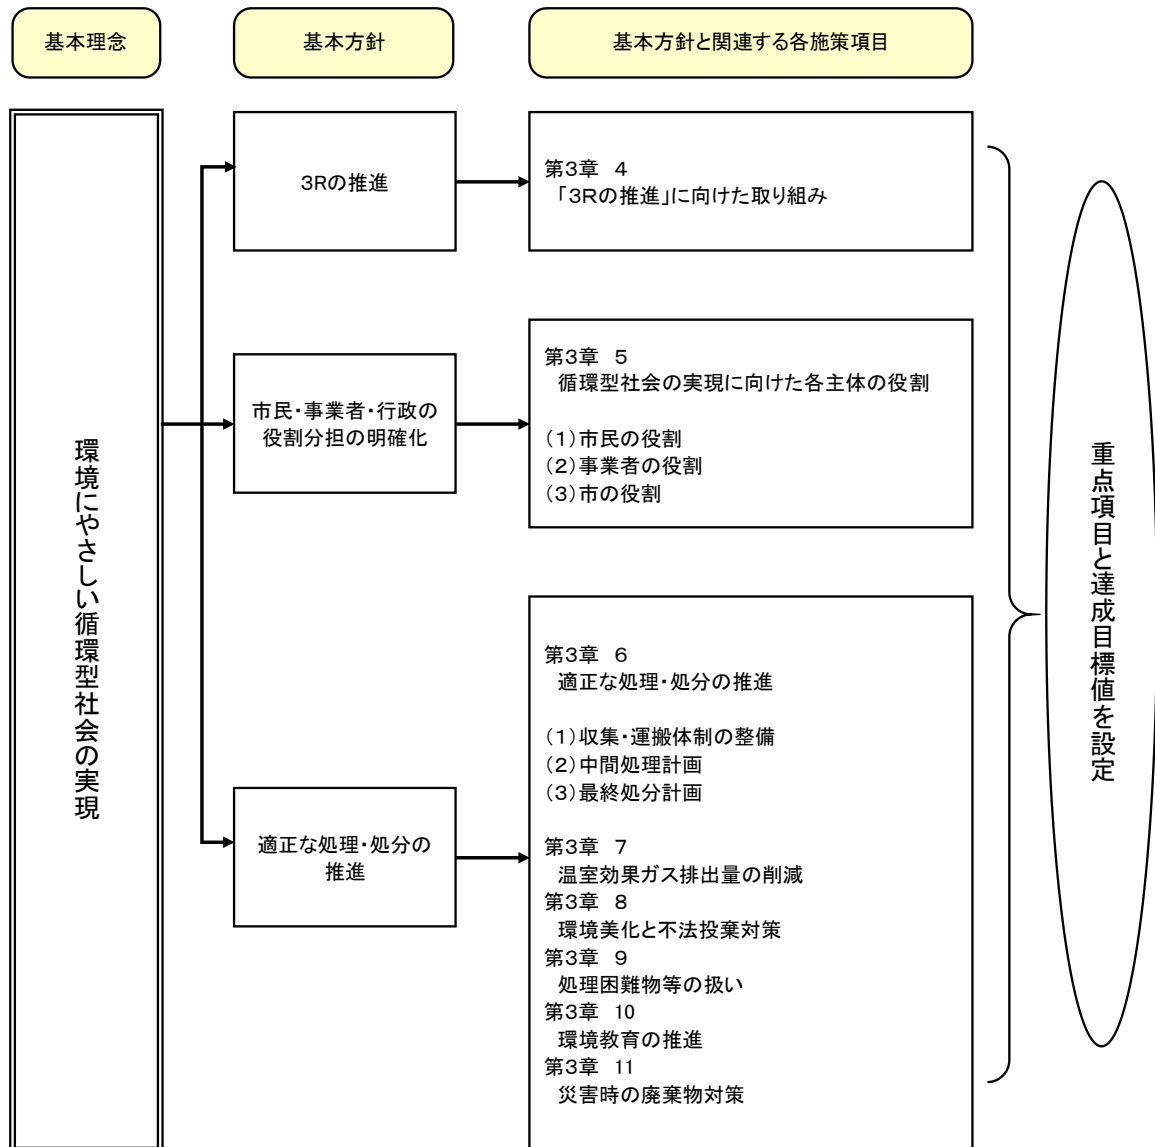 基本理念
基本方針
基本方針と関連する各施策項目
環境にやさしい循環型社会の実現
3Rの推進
第3章 4
「3Rの推進」に向けた取り組み
市民・事業者・行政の
役割分担の明確化
第3章 5
循環型社会の実現に向けた各主体の役割
(1)市民の役割
(2)事業者の役割
(3)市の役割
適正な処理・処分の
推進
第3章 6
適正な処理・処分の推進
(1)収集・運搬体制の整備
(2)中間処理計画
(3)最終処分計画
第3章 7
温室効果ガス排出量の削減
第3章 8
環境美化と不法投棄対策
第3章 9
処理困難物等の扱い
第3章 10
環境教育の推進
第3章 11
災害時の廃棄物対策
重点項目と達成目標値を設定